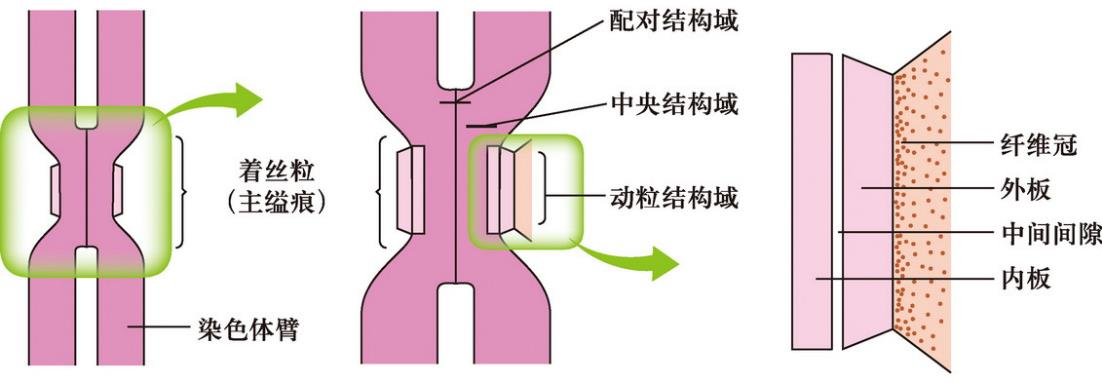 着丝粒
(主缢痕)
染色体臂
配对结构域
中央结构域
动粒结构域
纤维冠
外板
中间间隙
内板